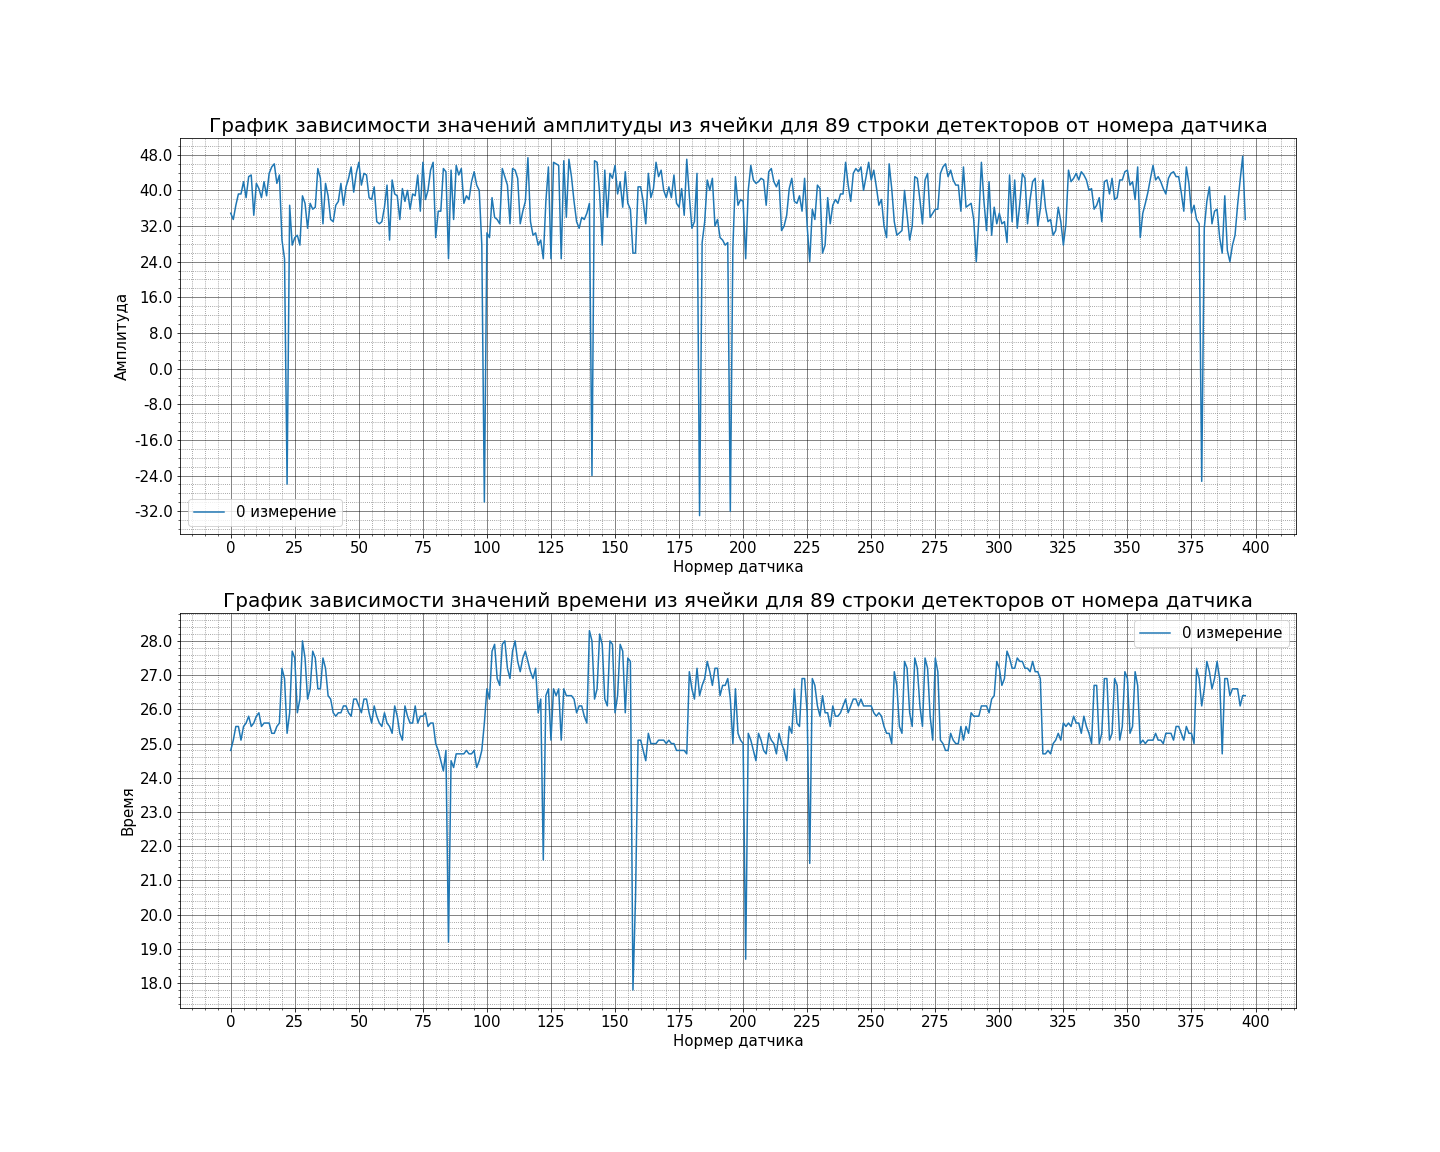 График зависимости значений амплитуды из ячейки для 89 строки детекторов от номера датчика
48.0
40.0
32.0
24.0
16.0
8.0
0.0
-8.0
-16.0
-24.0
-32.0
Амплитуда
0 измерение
0 25 50 75 100 125 150 175 200 225 250 275 300 325 350 375 400
Нормер датчика
График зависимости значений времени из ячейки для 89 строки детекторов от номера датчика
0 измерение
28.0
27.0
26.0
25.0
24.0
23.0
22.0
21.0
20.0
19.0
18.0
Время
0 25 50 75 100 125 150 175 200 225 250 275 300 325 350 375 400
Нормер датчика